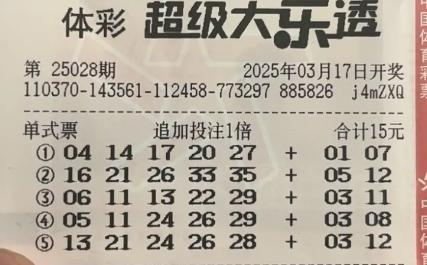 体彩 超级大乐透
第 25028期 2025年03月17日开奖
110370-143561-112458-773297 885826 j4mZXQ
单式票 追加投注1倍 合计15元
① 04 14 17 20 27 + 01 07
② 16 21 26 33 35 + 05 12
③ 06 11 13 22 29 + 03 11
④ 05 11 24 26 29 + 03 08
⑤ 13 21 24 26 28 + 03 12
中国体育彩
中国体育